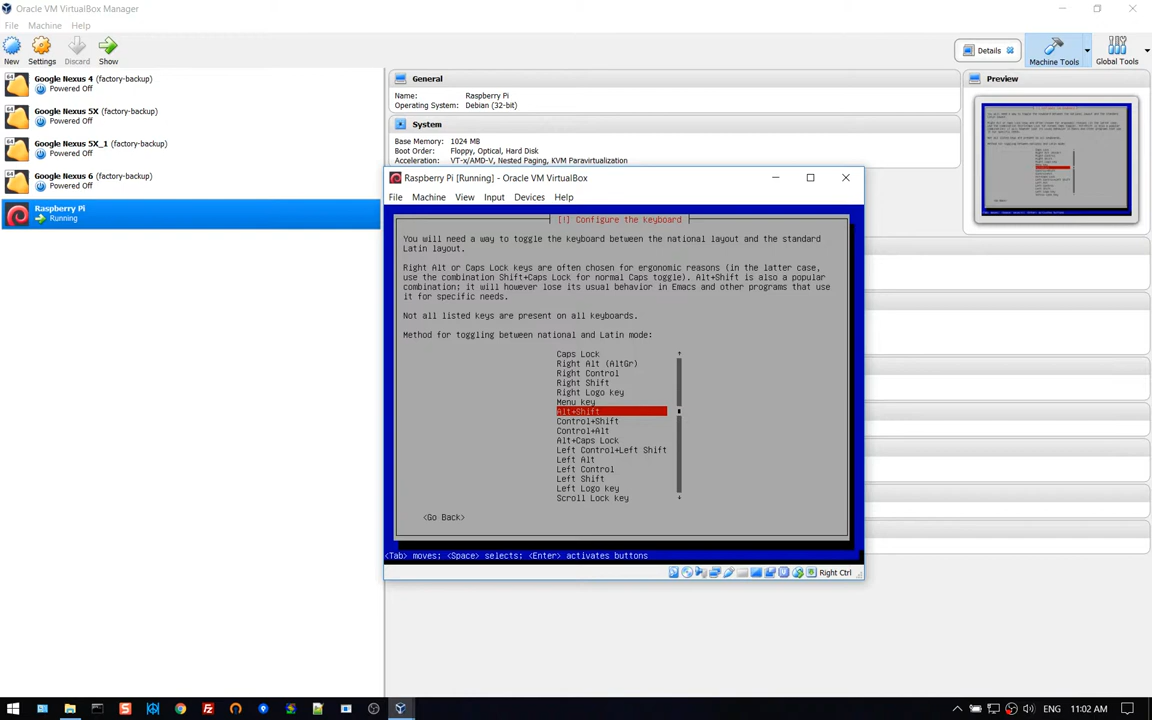 Oracle VM VirtualBox Manager
File Machine Help
New Settings Discard Show
Details
Machine Tools
Global Tools
Google Nexus 4 (factory-backup)
Powered Off
Google Nexus 5X (factory-backup)
Powered Off
Google Nexus 5X_1 (factory-backup)
Powered Off
Google Nexus 6 (factory-backup)
Powered Off
Raspberry Pi
Running
General
Name: Raspberry Pi
Operating System: Debian (32-bit)
System
Base Memory: 1024 MB
Boot Order: Floppy, Optical, Hard Disk
Acceleration: VT-x/AMD-V, Nested Paging, KVM Paravirtualization
Preview
Raspberry Pi [Running] - Oracle VM VirtualBox
File Machine View Input Devices Help
[!] Configure the keyboard
You will need a way to toggle the keyboard between the national layout and the standard
Latin layout.
Right Alt or Caps Lock keys are often chosen for ergonomic reasons (in the latter case,
use the combination Shift+Caps Lock for normal Caps toggle). Alt+Shift is also a popular
combination; it will however lose its usual behavior in Emacs and other programs that use
it for specific needs.
Not all listed keys are present on all keyboards.
Method for toggling between national and Latin mode:
Caps Lock
Right Alt (AltGr)
Right Control
Right Shift
Right Logo key
Menu key
Alt+Shift
Control+Shift
Control+Alt
Alt+Caps Lock
Left Control+Left Shift
Left Alt
Left Control
Left Shift
Left Logo key
Scroll Lock key
<Go Back>
<Tab> moves; <Space> selects; <Enter> activates buttons
Right Ctrl
ENG 11:02 AM